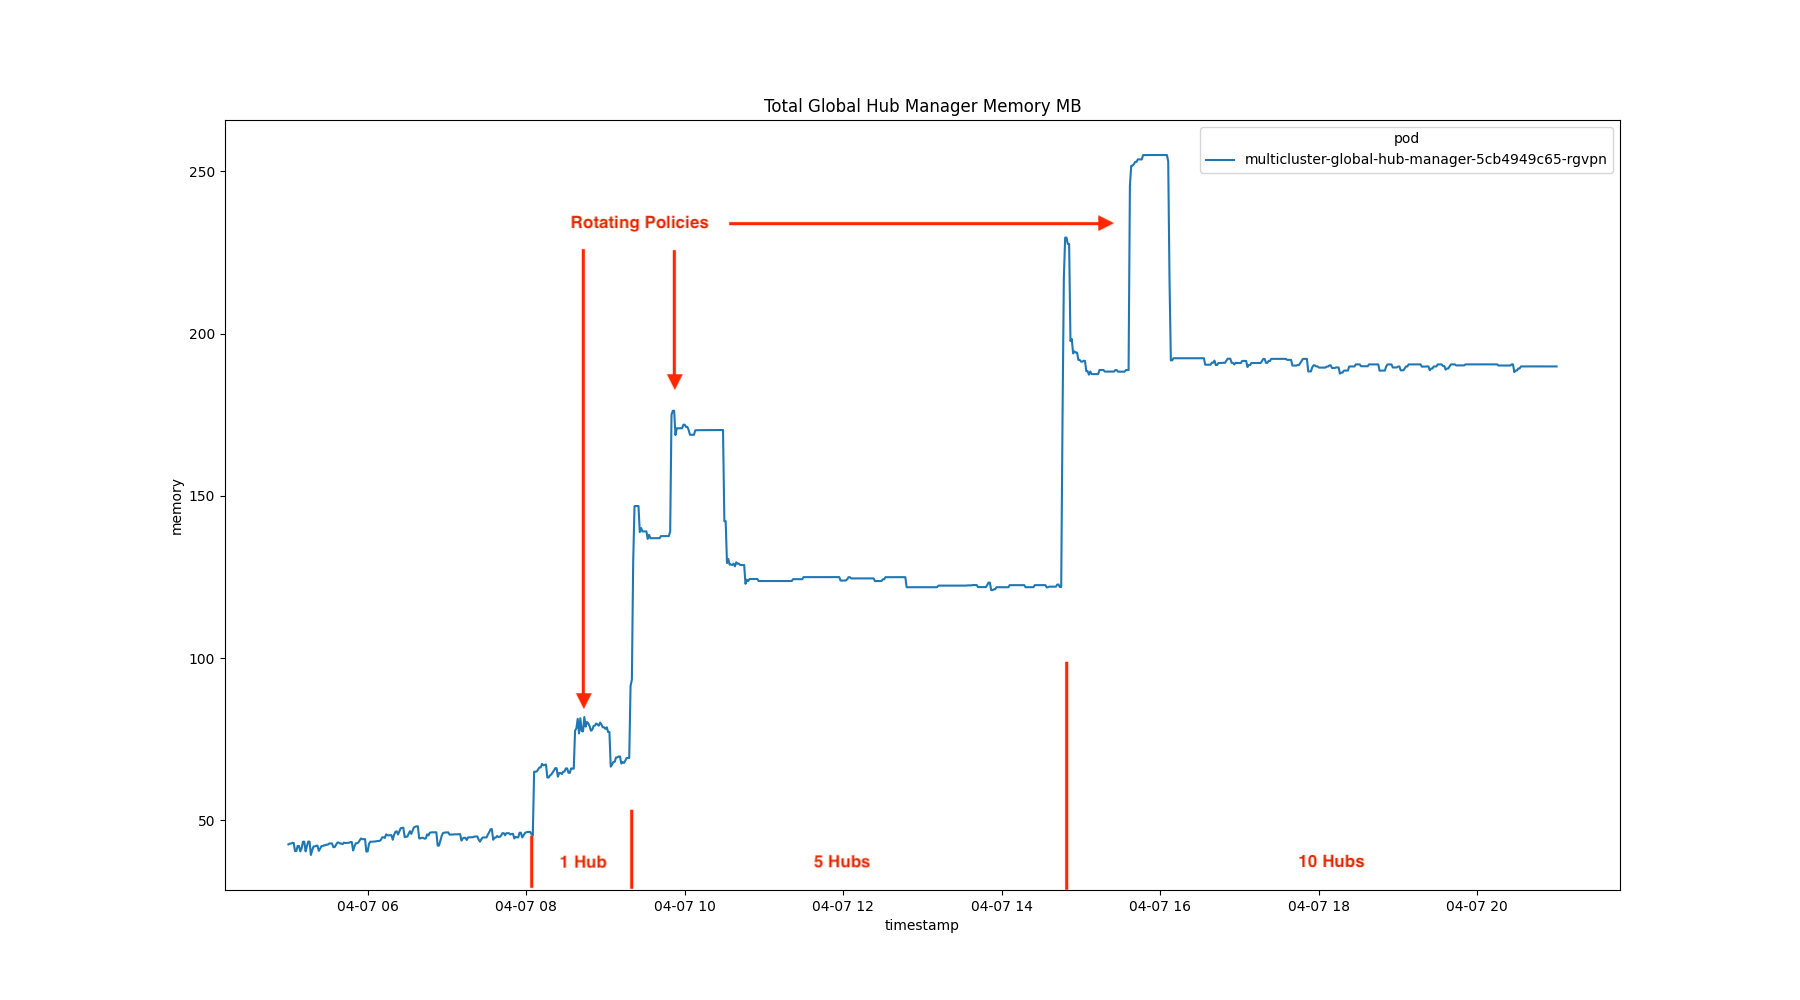 Total Global Hub Manager Memory MB
pod
multicluster-global-hub-manager-5cb4949c65-rgvpn
250
Rotating Policies
200
150
memory
100
50
1 Hub
5 Hubs
10 Hubs
04-07 06
04-07 08
04-07 10
04-07 12
04-07 14
04-07 16
04-07 18
04-07 20
timestamp